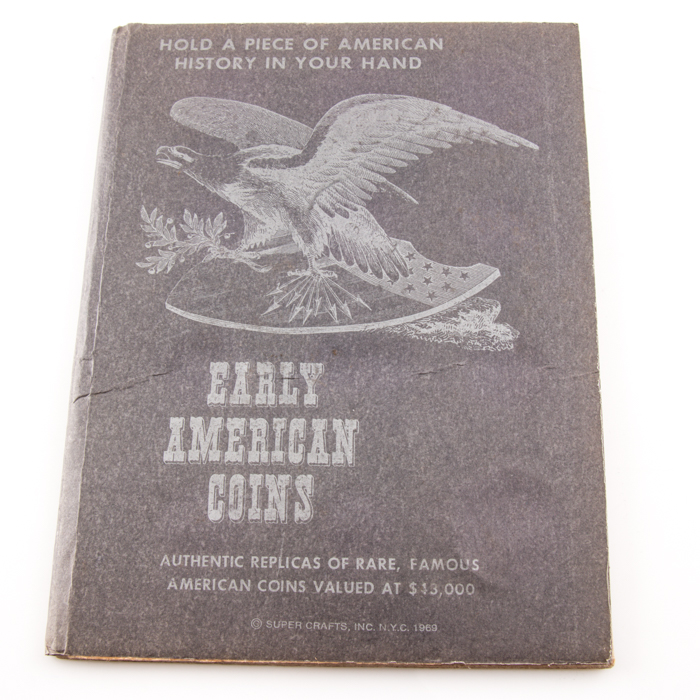 HOLD A PIECE OF AMERICAN
HISTORY IN YOUR HAND
EARLY
AMERICAN
COINS
AUTHENTIC REPLICAS OF RARE, FAMOUS
AMERICAN COINS VALUED AT $33,000
© SUPER CRAFTS, INC. N.Y.C. 1969